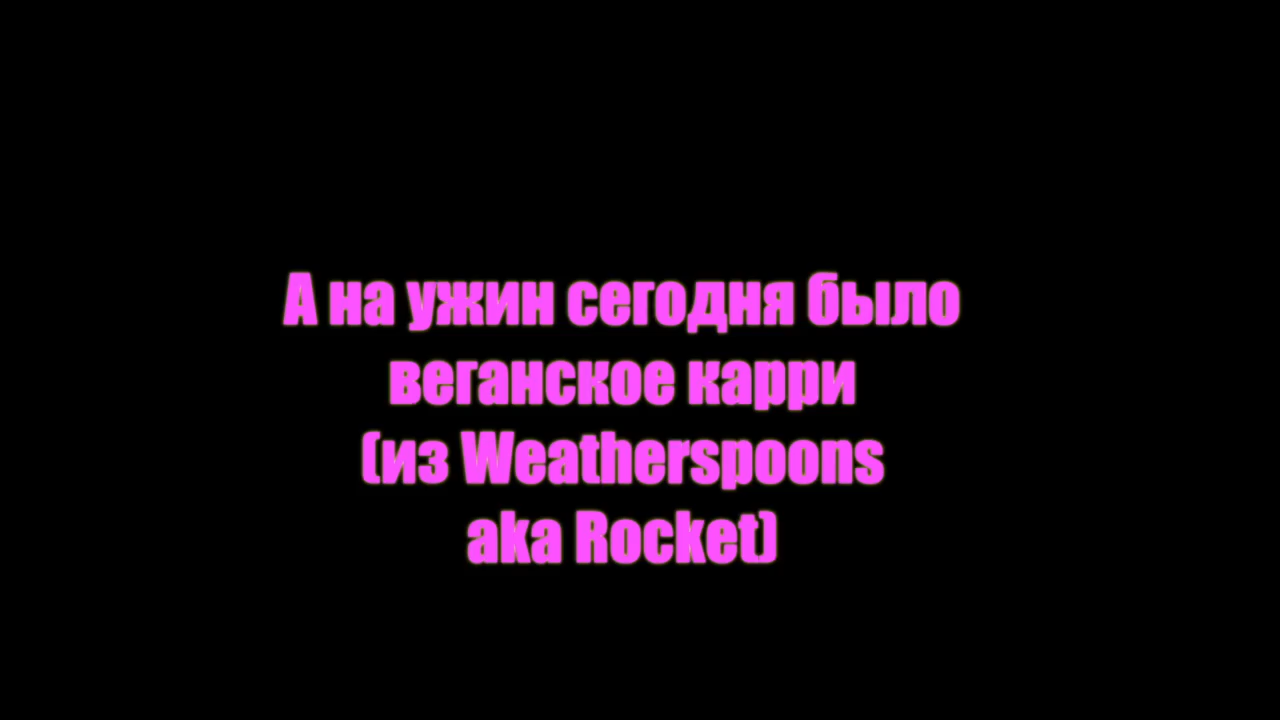 А на ужин сегодня было
веганское карри
(из Weatherspoons
aka Rocket)